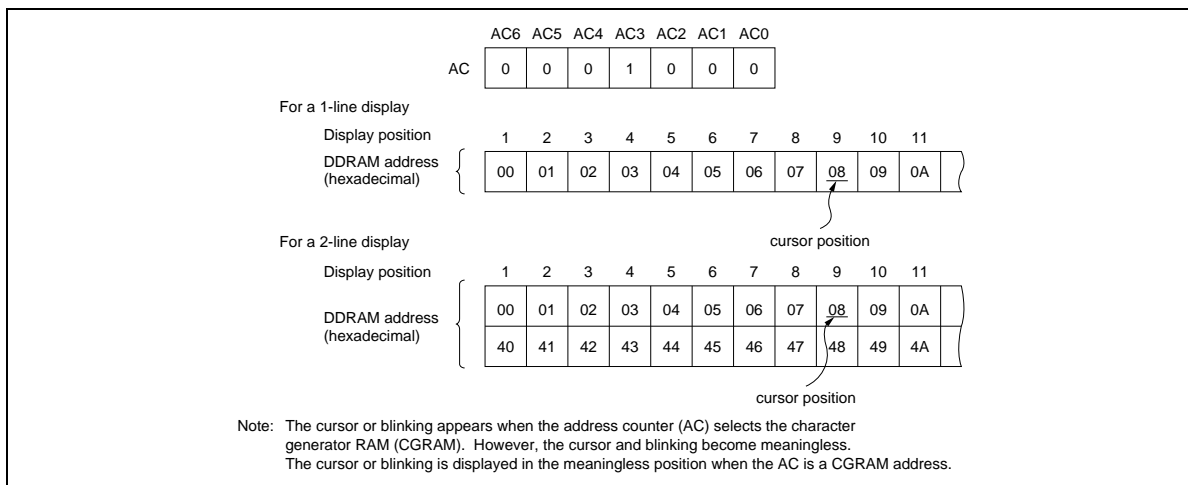 AC6 AC5 AC4 AC3 AC2 AC1 AC0
AC 0 0 0 1 0 0 0
For a 1-line display
Display position 1 2 3 4 5 6 7 8 9 10 11
DDRAM address
(hexadecimal)
00 01 02 03 04 05 06 07 08 09 0A
cursor position
For a 2-line display
Display position 1 2 3 4 5 6 7 8 9 10 11
00 01 02 03 04 05 06 07 08 09 0A
DDRAM address
(hexadecimal)
40 41 42 43 44 45 46 47 48 49 4A
cursor position
Note: The cursor or blinking appears when the address counter (AC) selects the character
generator RAM (CGRAM). However, the cursor and blinking become meaningless.
The cursor or blinking is displayed in the meaningless position when the AC is a CGRAM address.